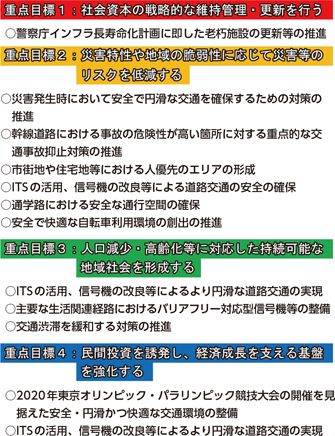 重点目標1：社会資本の戦略的な維持管理・更新を行う
○警察庁インフラ長寿命化計画に即した老朽施設の更新等の推進
重点目標2：災害特性や地域の脆弱性に応じて災害等の
リスクを低減する
○災害発生時において安全で円滑な交通を確保するための対策の
推進
○幹線道路における事故の危険性が高い箇所に対する重点的な交
通事故抑止対策の推進
○市街地や住宅地等における人優先のエリアの形成
○ITSの活用、信号機の改良等による道路交通の安全の確保
○通学路における安全な通行空間の確保
○安全で快適な自転車利用環境の創出の推進
重点目標3：人口減少・高齢化等に対応した持続可能な
地域社会を形成する
○ITSの活用、信号機の改良等によるより円滑な道路交通の実現
○主要な生活関連経路におけるバリアフリー対応型信号機等の整備
○交通渋滞を緩和する対策の推進
重点目標4：民間投資を誘発し、経済成長を支える基盤
を強化する
○2020年東京オリンピック・パラリンピック競技大会の開催を見
据えた安全・円滑かつ快適な交通環境の整備
○ITSの活用、信号機の改良等によるより円滑な道路交通の実現